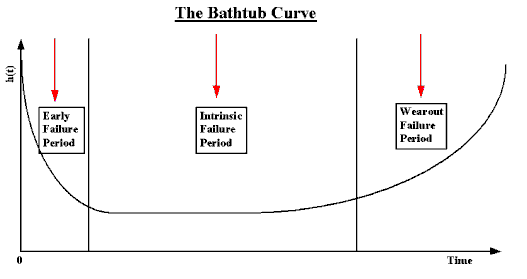 The Bathtub Curve
h(t)
Early
Failure
Period
Intrinsic
Failure
Period
Wearout
Failure
Period
0
Time